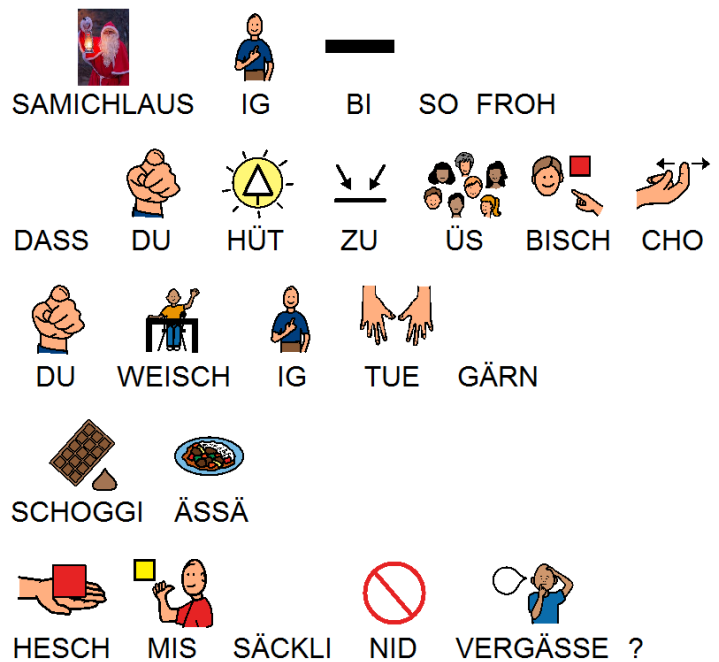 SAMICHLAUS IG BI SO FROH
DASS DU HÜT ZU ÜS BISCH CHO
DU WEISCH IG TUE GÄRN
SCHOGGI ÄSSÄ
HESCH MIS SÄCKLI NID VERGÄSSE ?